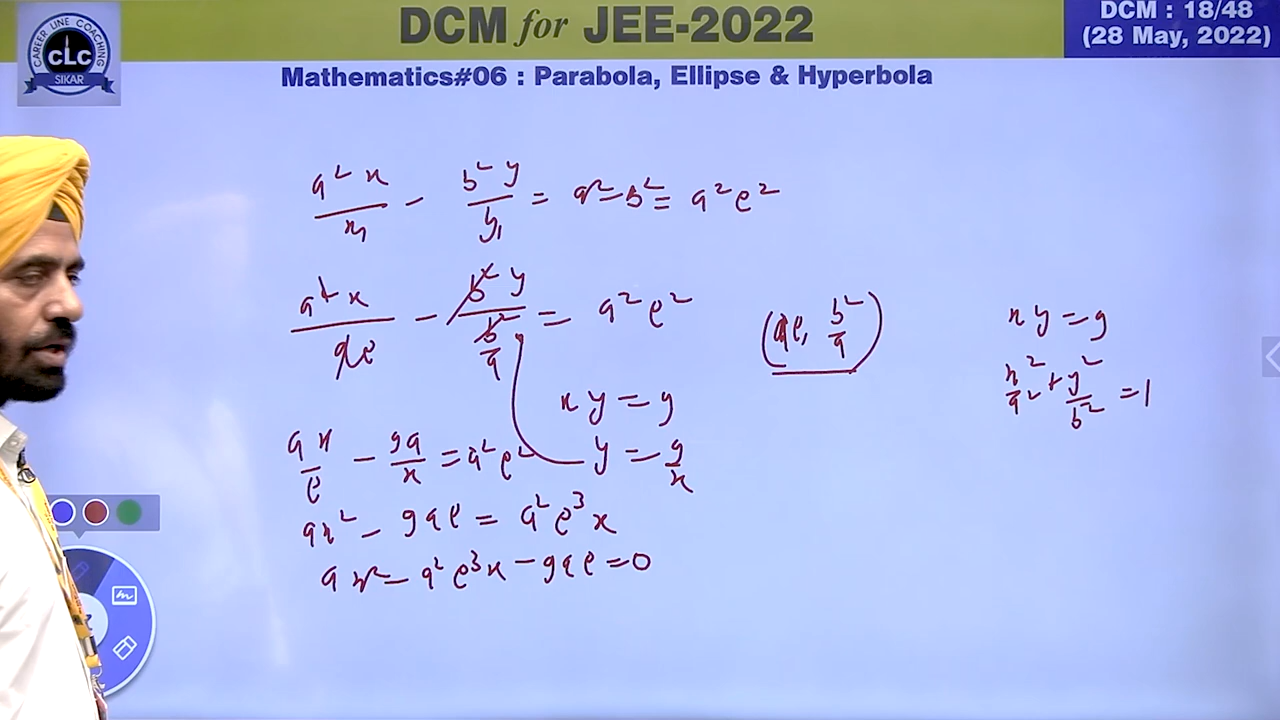 DCM for JEE-2022
DCM : 18/48
(28 May, 2022)
CAREER LINE COACHING
CLC
SIKAR
Mathematics#06 : Parabola, Ellipse & Hyperbola
a²x/x₁ - b²y/y₁ = a²-b² = a²e²
a²x/ae - b²y/(b²/a) = a²e²
(ae, b²/a)
xy = 9
x²/a² + y²/b² = 1
xy = 9
y = 9/x
ax/e - 9a/x = a²e²
ax² - 9ae = a²e³x
ax² - a²e³x - 9ae = 0